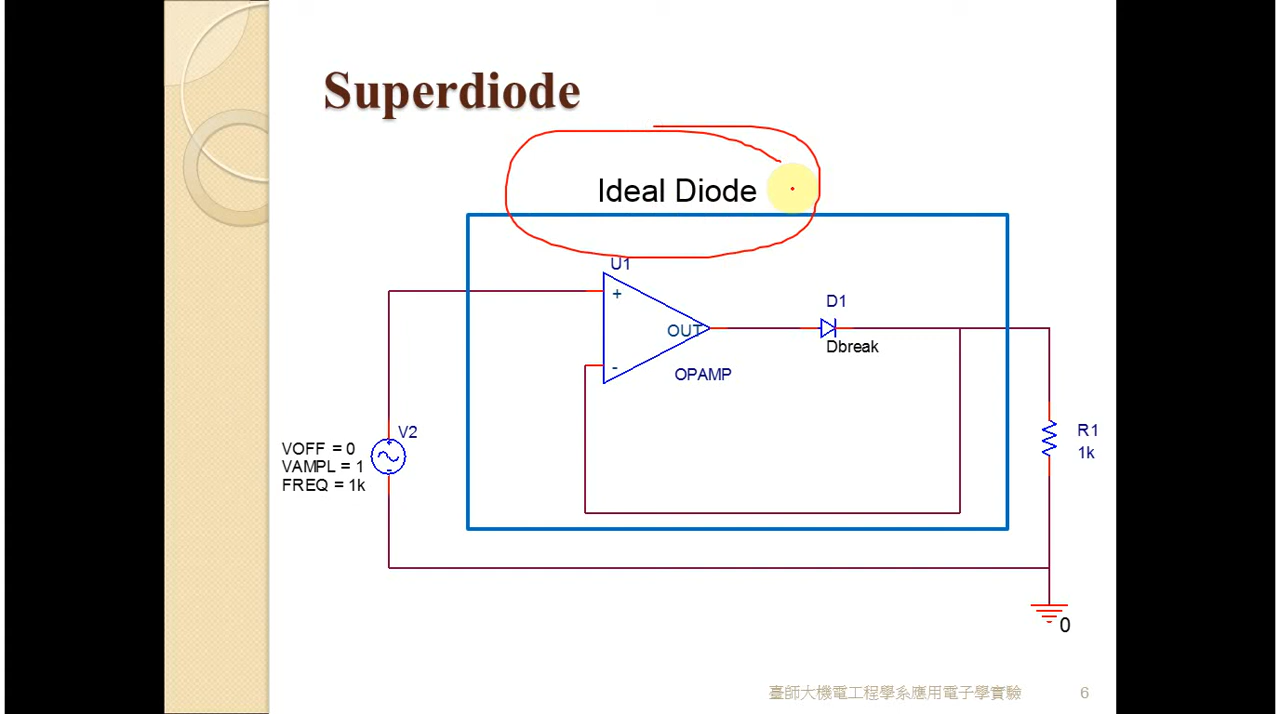 Superdiode
Ideal Diode
U1
+
OUT
-
OPAMP
D1
Dbreak
V2
VOFF = 0
VAMPL = 1
FREQ = 1k
R1
1k
0
臺師大機電工程學系應用電子學實驗
6